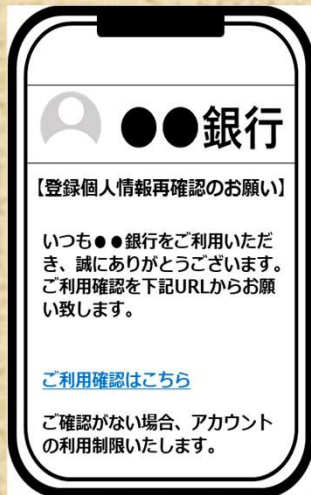 ●●銀行
【登録個人情報再確認のお願い】
いつも●●銀行をご利用いただ
き、誠にありがとうございます。
ご利用確認を下記URLからお願
い致します。
ご利用確認はこちら
ご確認がない場合、アカウント
の利用制限いたします。